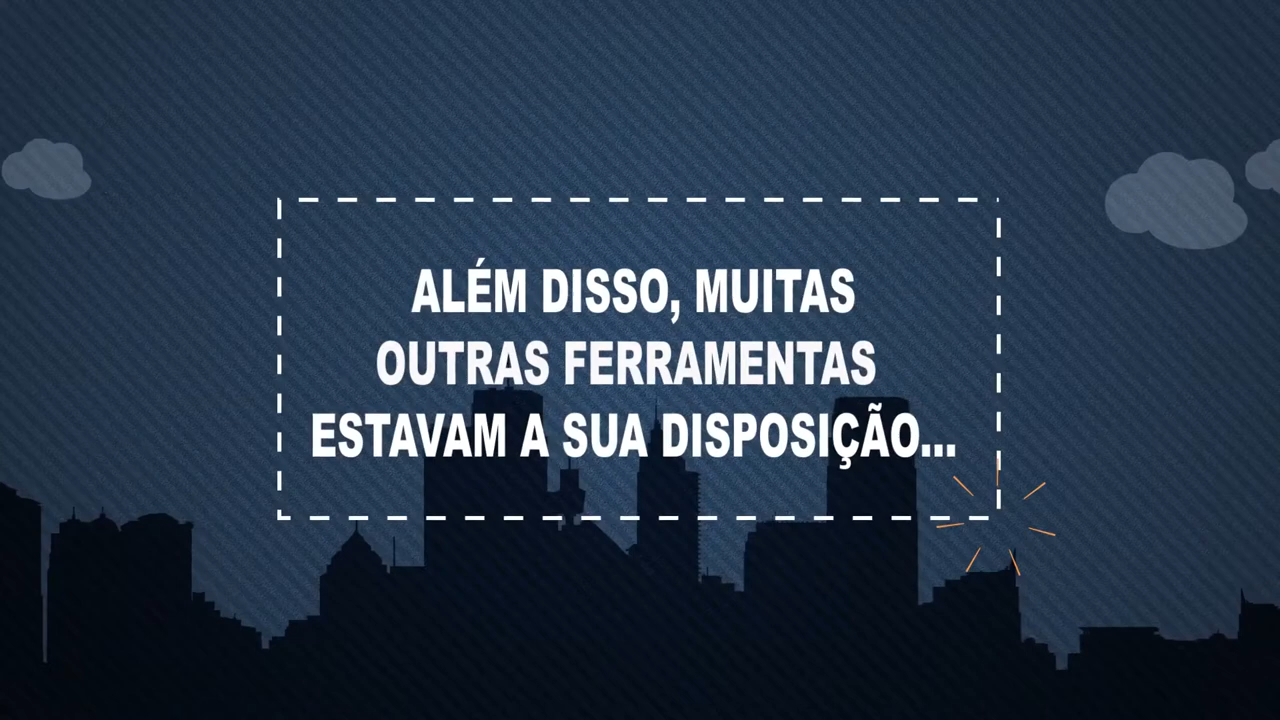 ALÉM DISSO, MUITAS
OUTRAS FERRAMENTAS
ESTAVAM A SUA DISPOSIÇÃO...